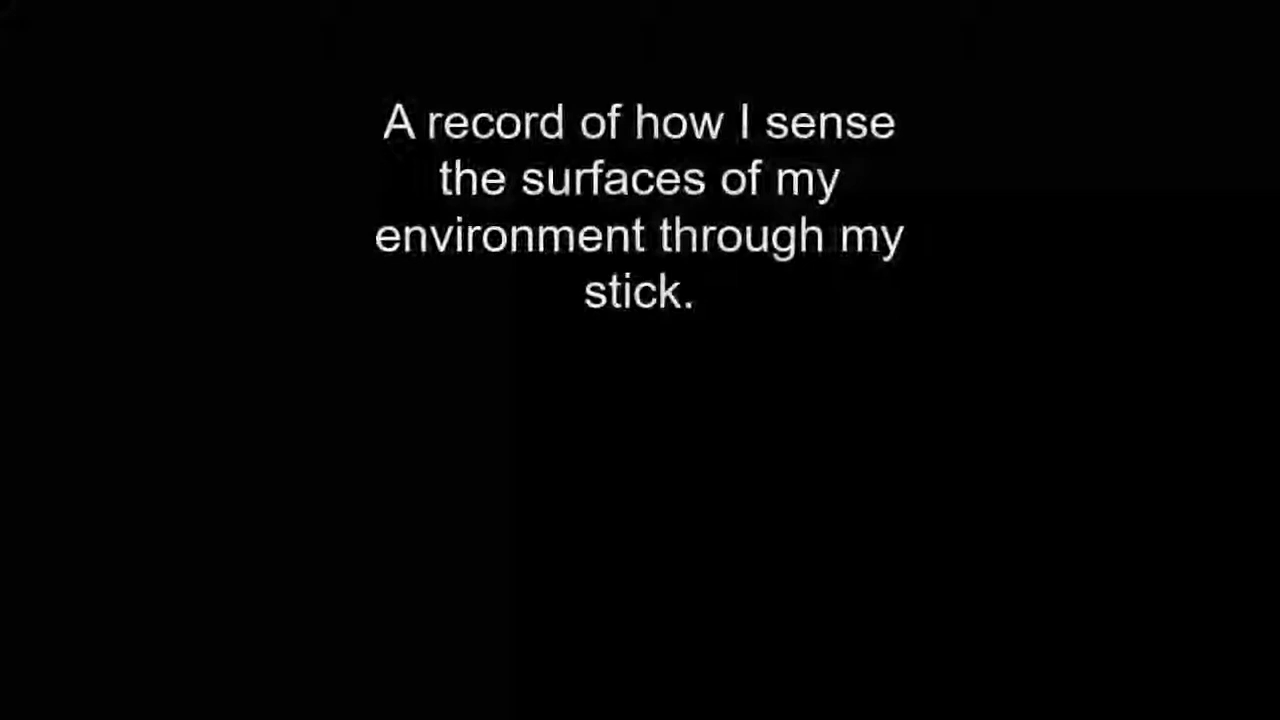 A record of how I sense
the surfaces of my
environment through my
stick.